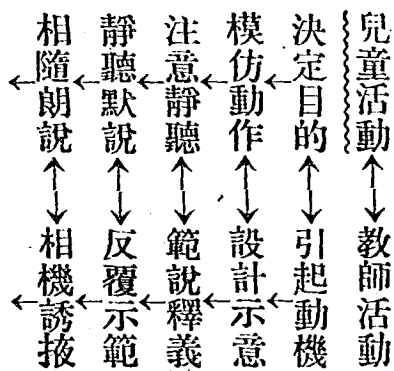 兒童活動 教師活動
決定目的 引起動機
模仿動作 設計示意
注意靜聽 範說釋義
靜聽默說 反覆示範
相隨朗說 相機誘掖